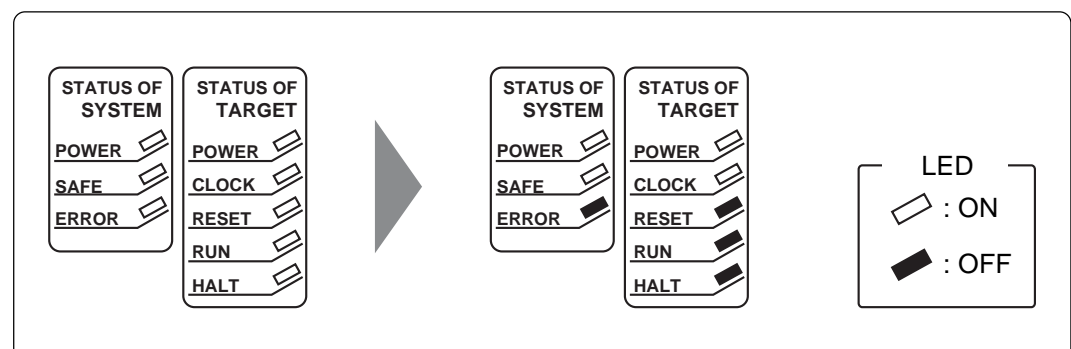 STATUS OF
SYSTEM
POWER
SAFE
ERROR
STATUS OF
TARGET
POWER
CLOCK
RESET
RUN
HALT
STATUS OF
SYSTEM
POWER
SAFE
ERROR
STATUS OF
TARGET
POWER
CLOCK
RESET
RUN
HALT
LED
: ON
: OFF